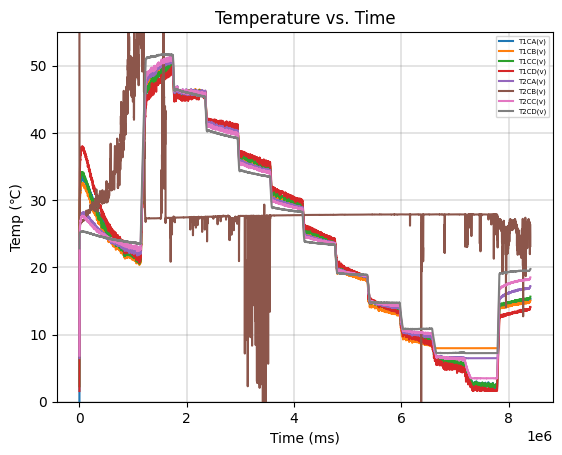 Temperature vs. Time
50
40
30
20
10
0
Temp (℃)
T1CA(v)
T1CB(v)
T1CC(v)
T1CD(v)
T2CA(v)
T2CB(v)
T2CC(v)
T2CD(v)
0 2 4 6 8
1e6
Time (ms)